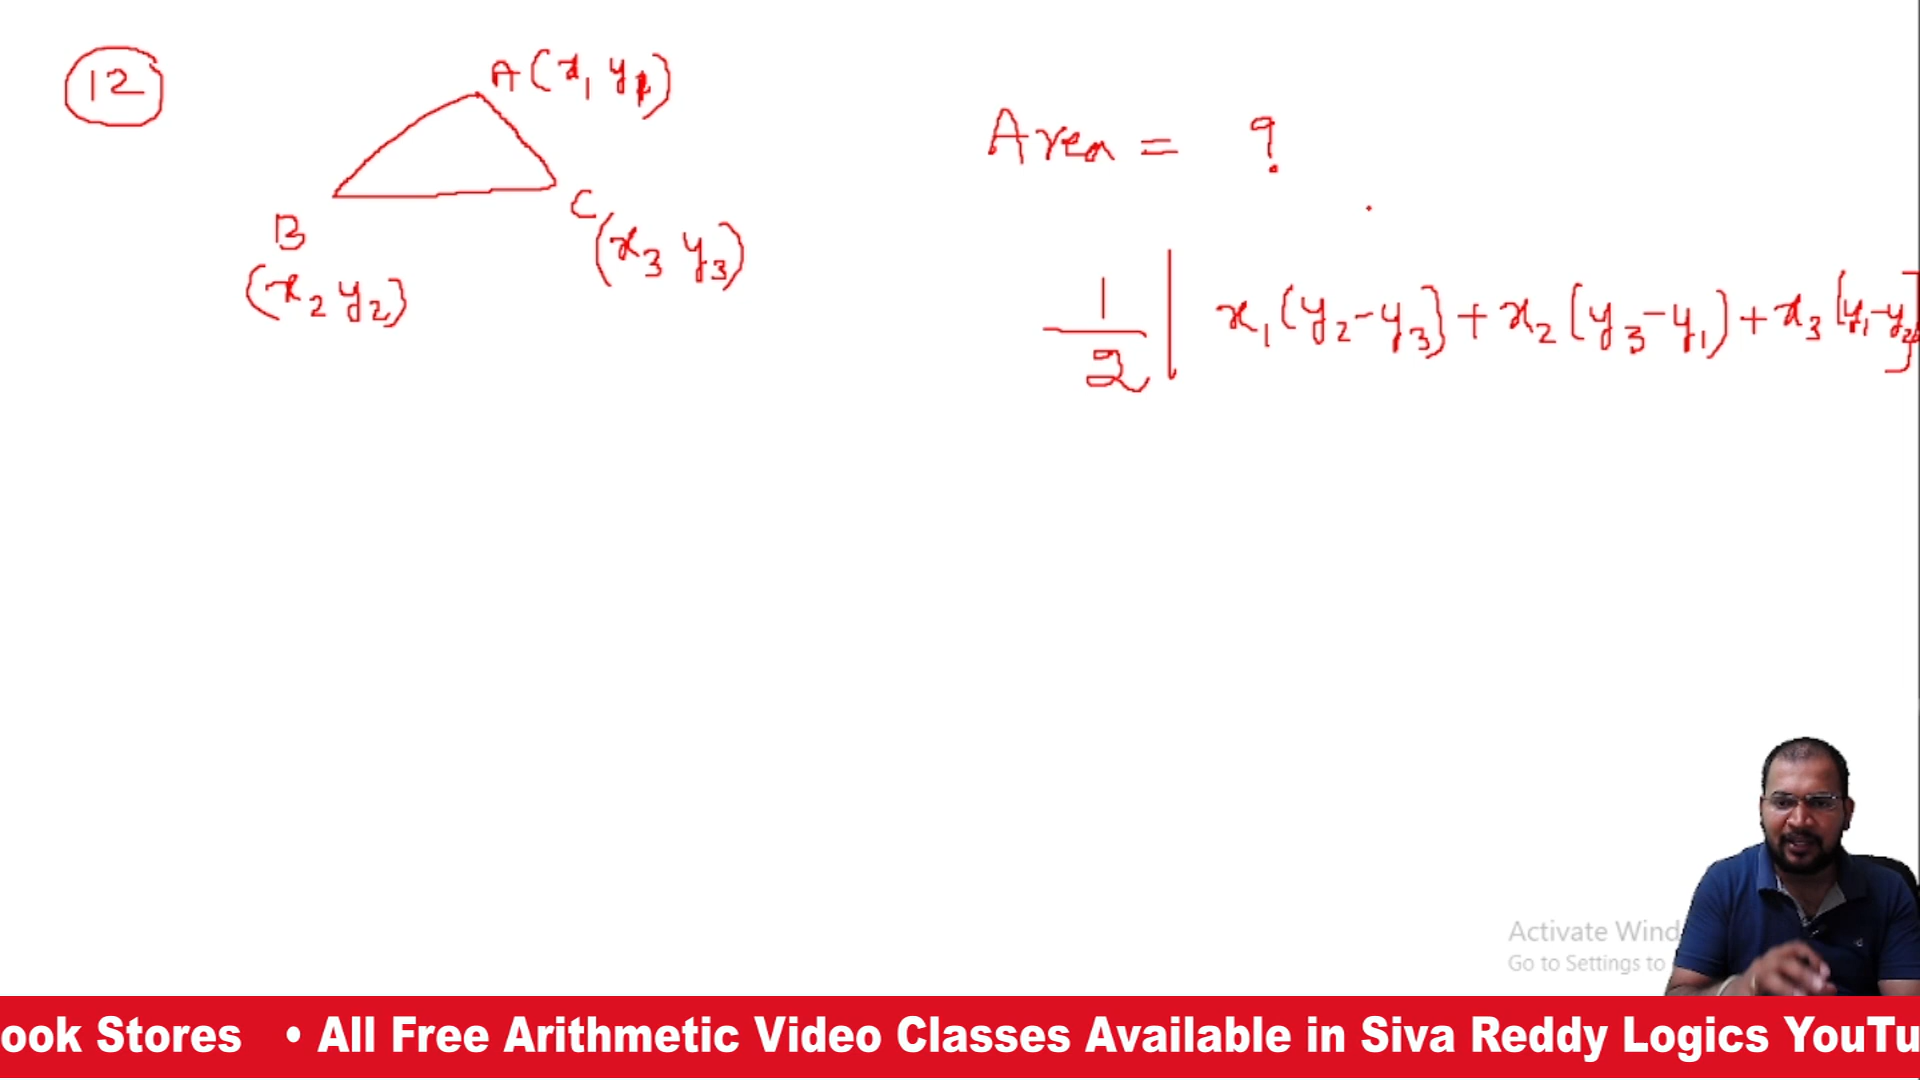 12
A (x₁ y₁)
Area = ?
B
C
(x₂ y₂)
(x₃ y₃)
1/2 | x₁(y₂-y₃)+x₂(y₃-y₁)+x₃(y₁-y₂)
Activate Wind
Go to Settings to
ook Stores • All Free Arithmetic Video Classes Available in Siva Reddy Logics YouTu